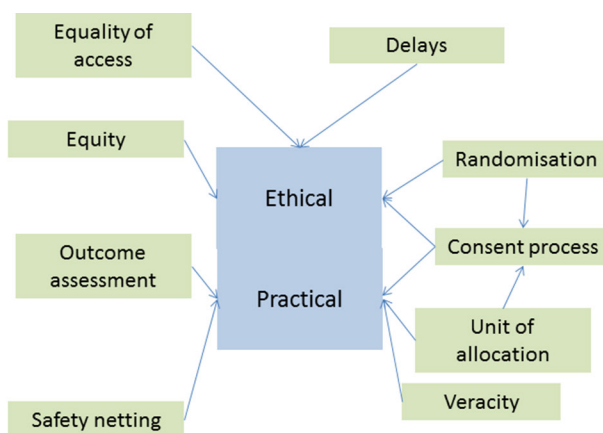 Equality of
access
Delays
Equity
Randomisation
Ethical
Outcome
assessment
Consent process
Practical
Unit of
allocation
Safety netting
Veracity